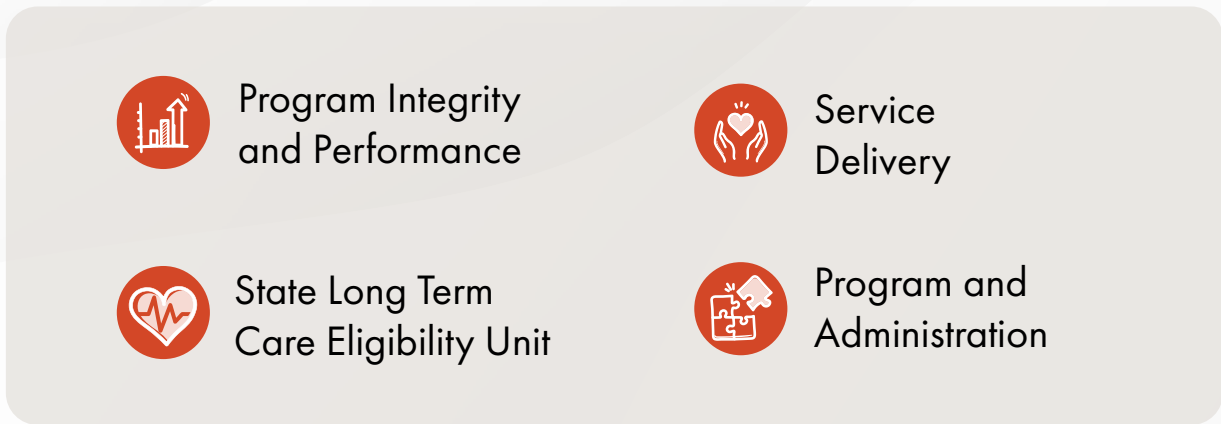 Program Integrity
and Performance
Service
Delivery
State Long Term
Care Eligibility Unit
Program and
Administration